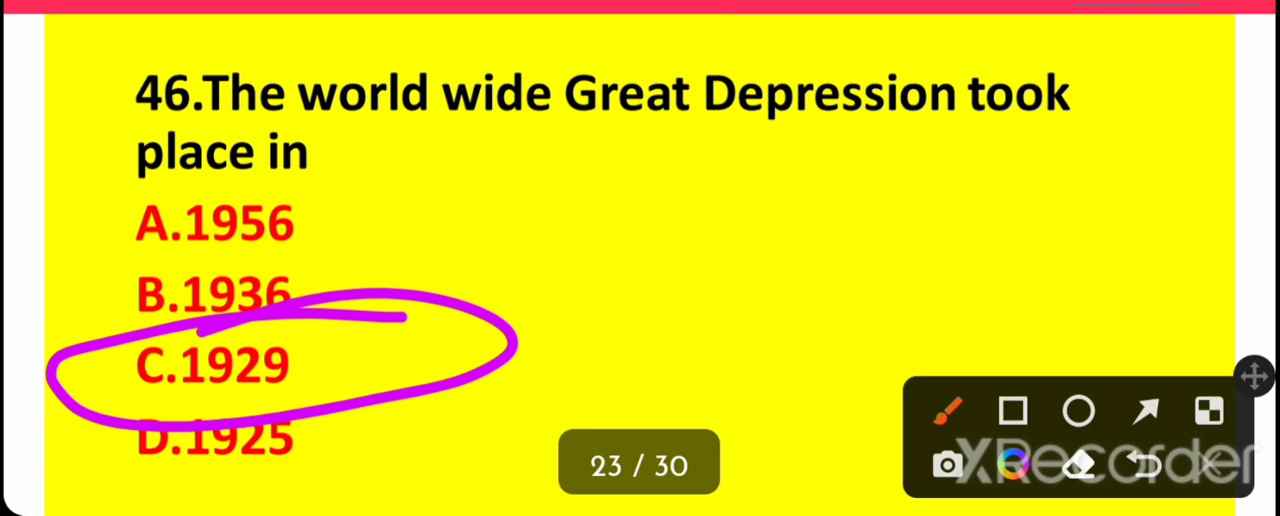 46.The world wide Great Depression took
place in
A.1956
B.1936
C.1929
D.1925
23 / 30
XRecorder